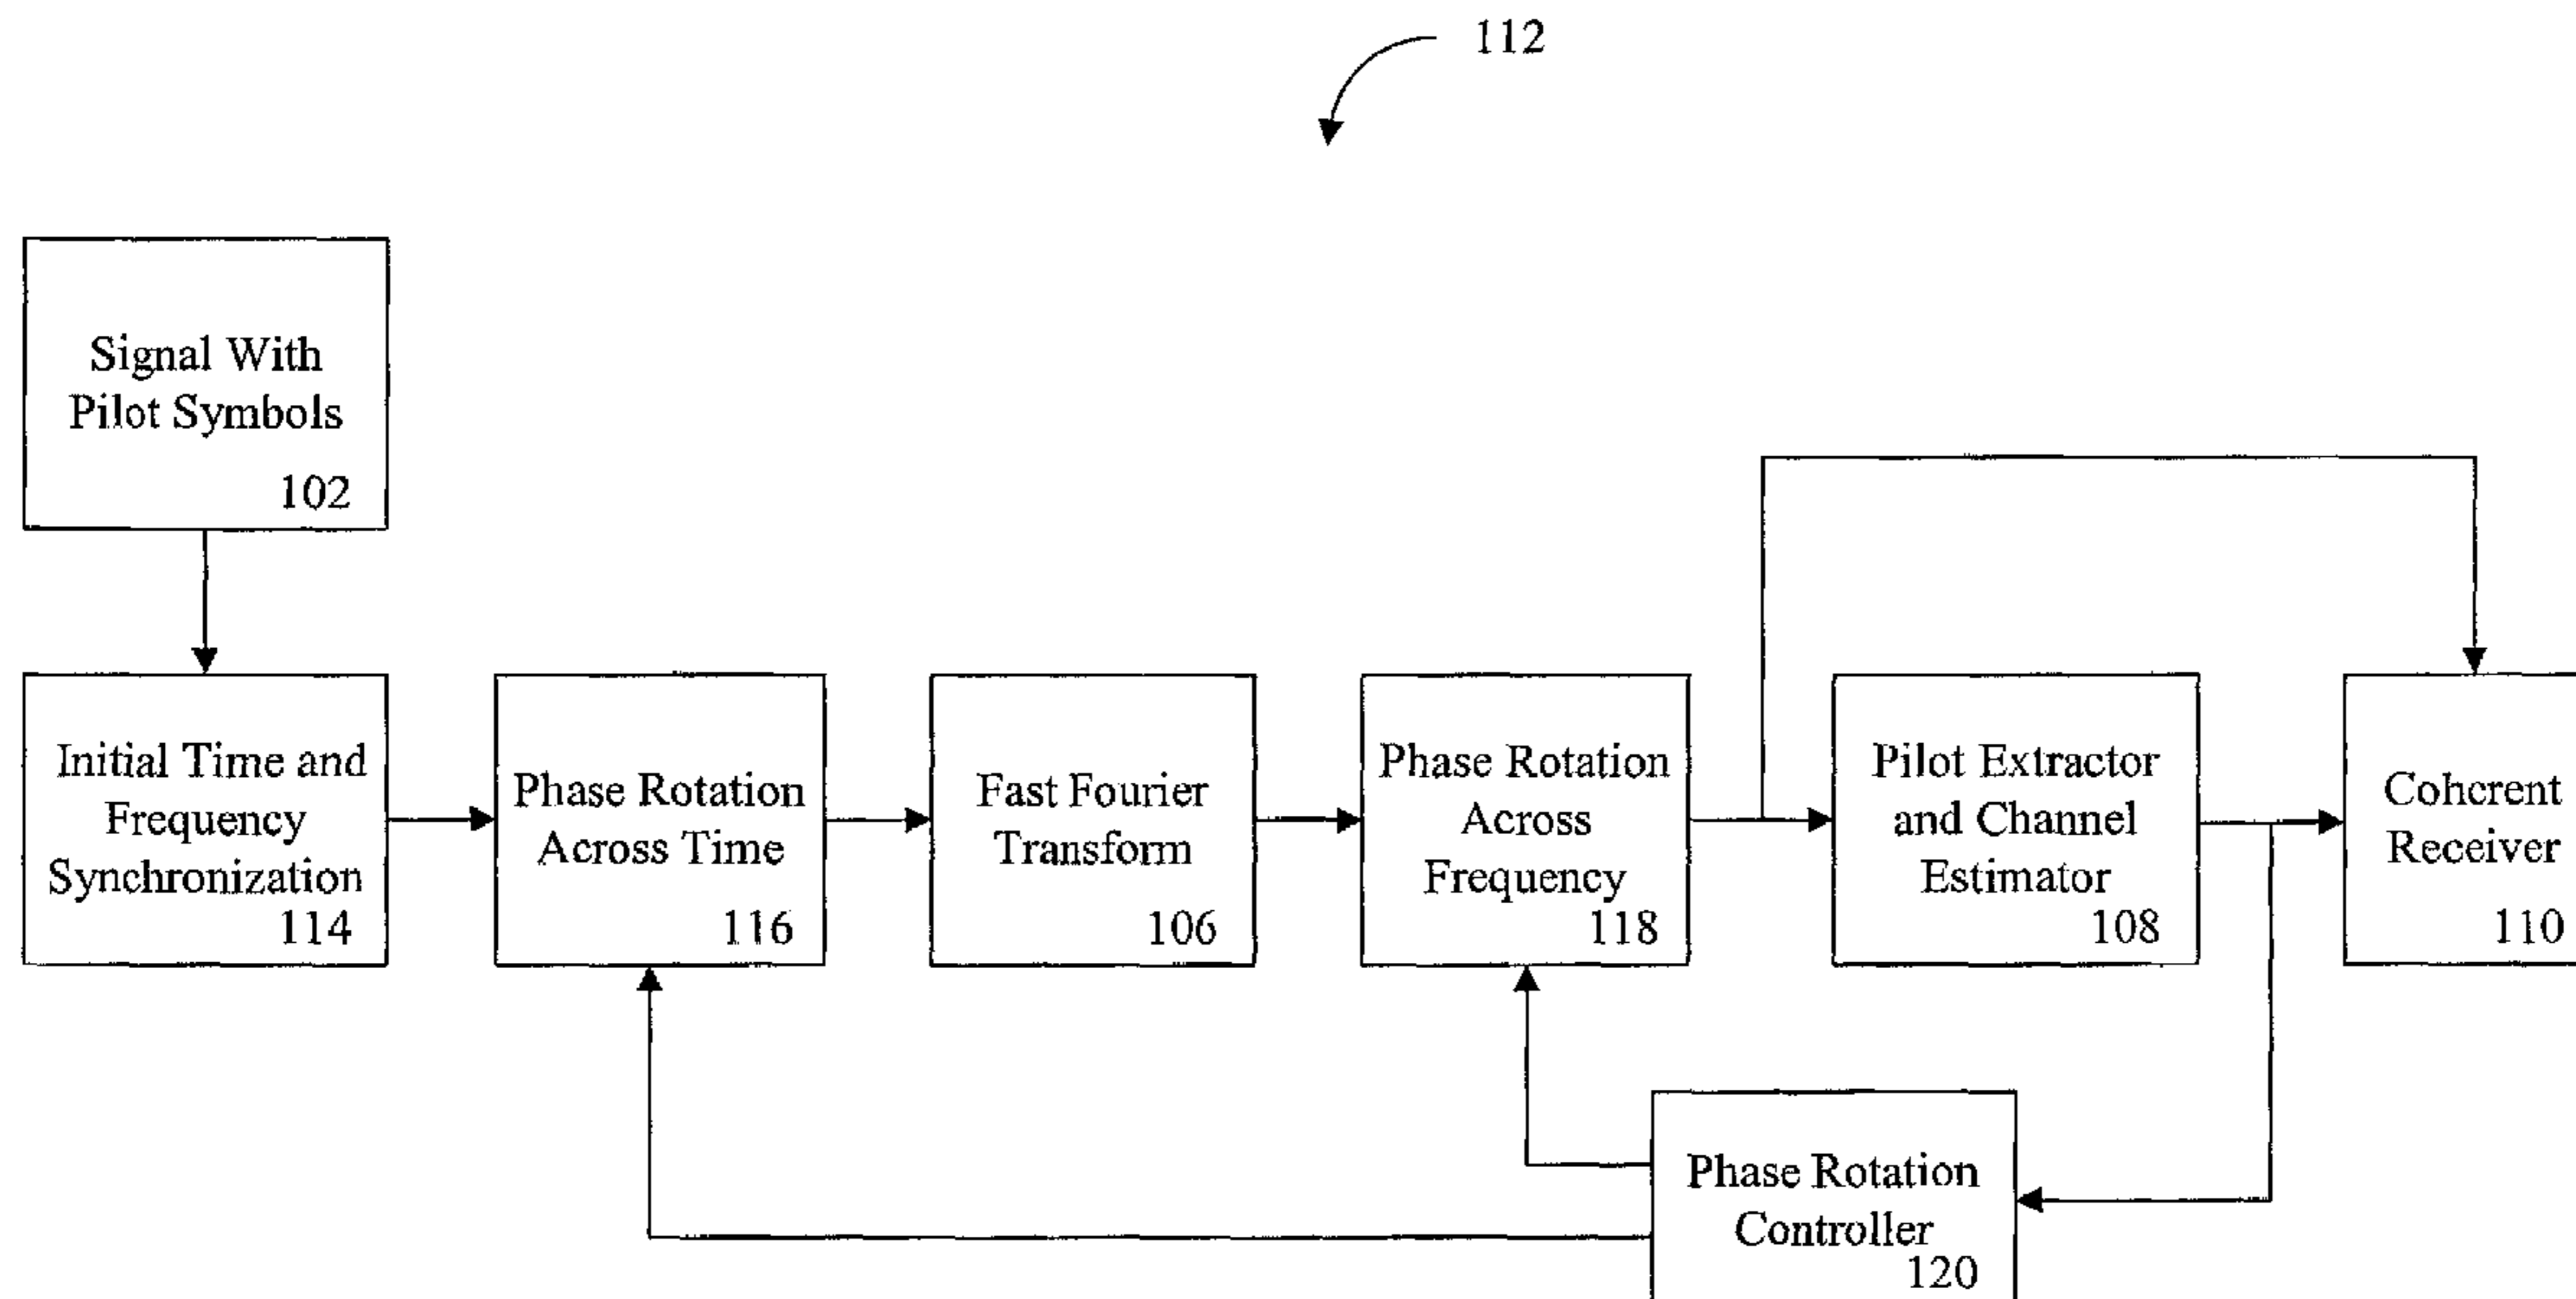 112
Signal With
Pilot Symbols
102
Initial Time and
Frequency
Synchronization
114
Phase Rotation
Across Time
116
Fast Fourier
Transform
106
Phase Rotation
Across
Frequency
118
Pilot Extractor
and Channel
Estimator
108
Coherent
Receiver
110
Phase Rotation
Controller
120